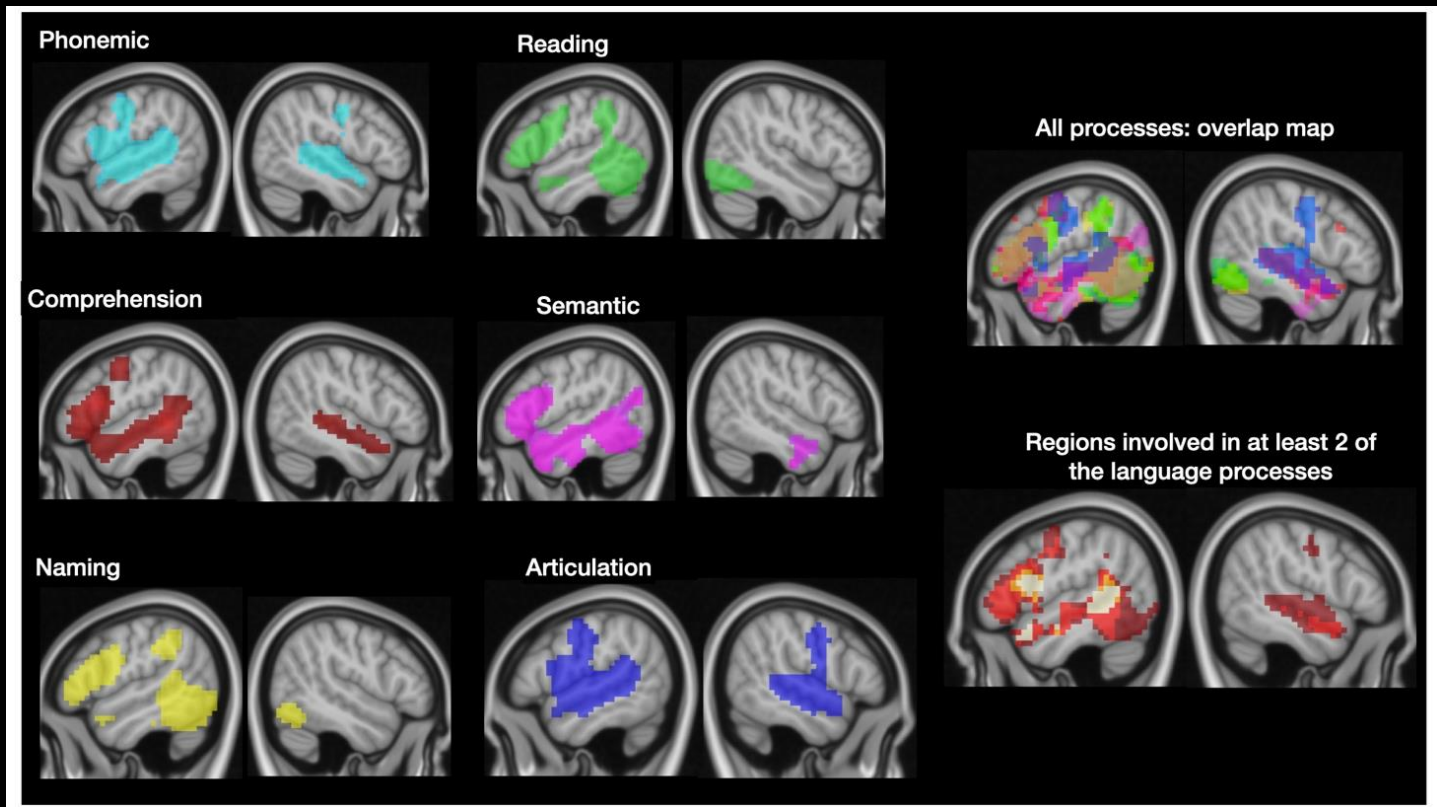 Phonemic
Reading
All processes: overlap map
Comprehension
Semantic
Regions involved in at least 2 of
the language processes
Naming
Articulation